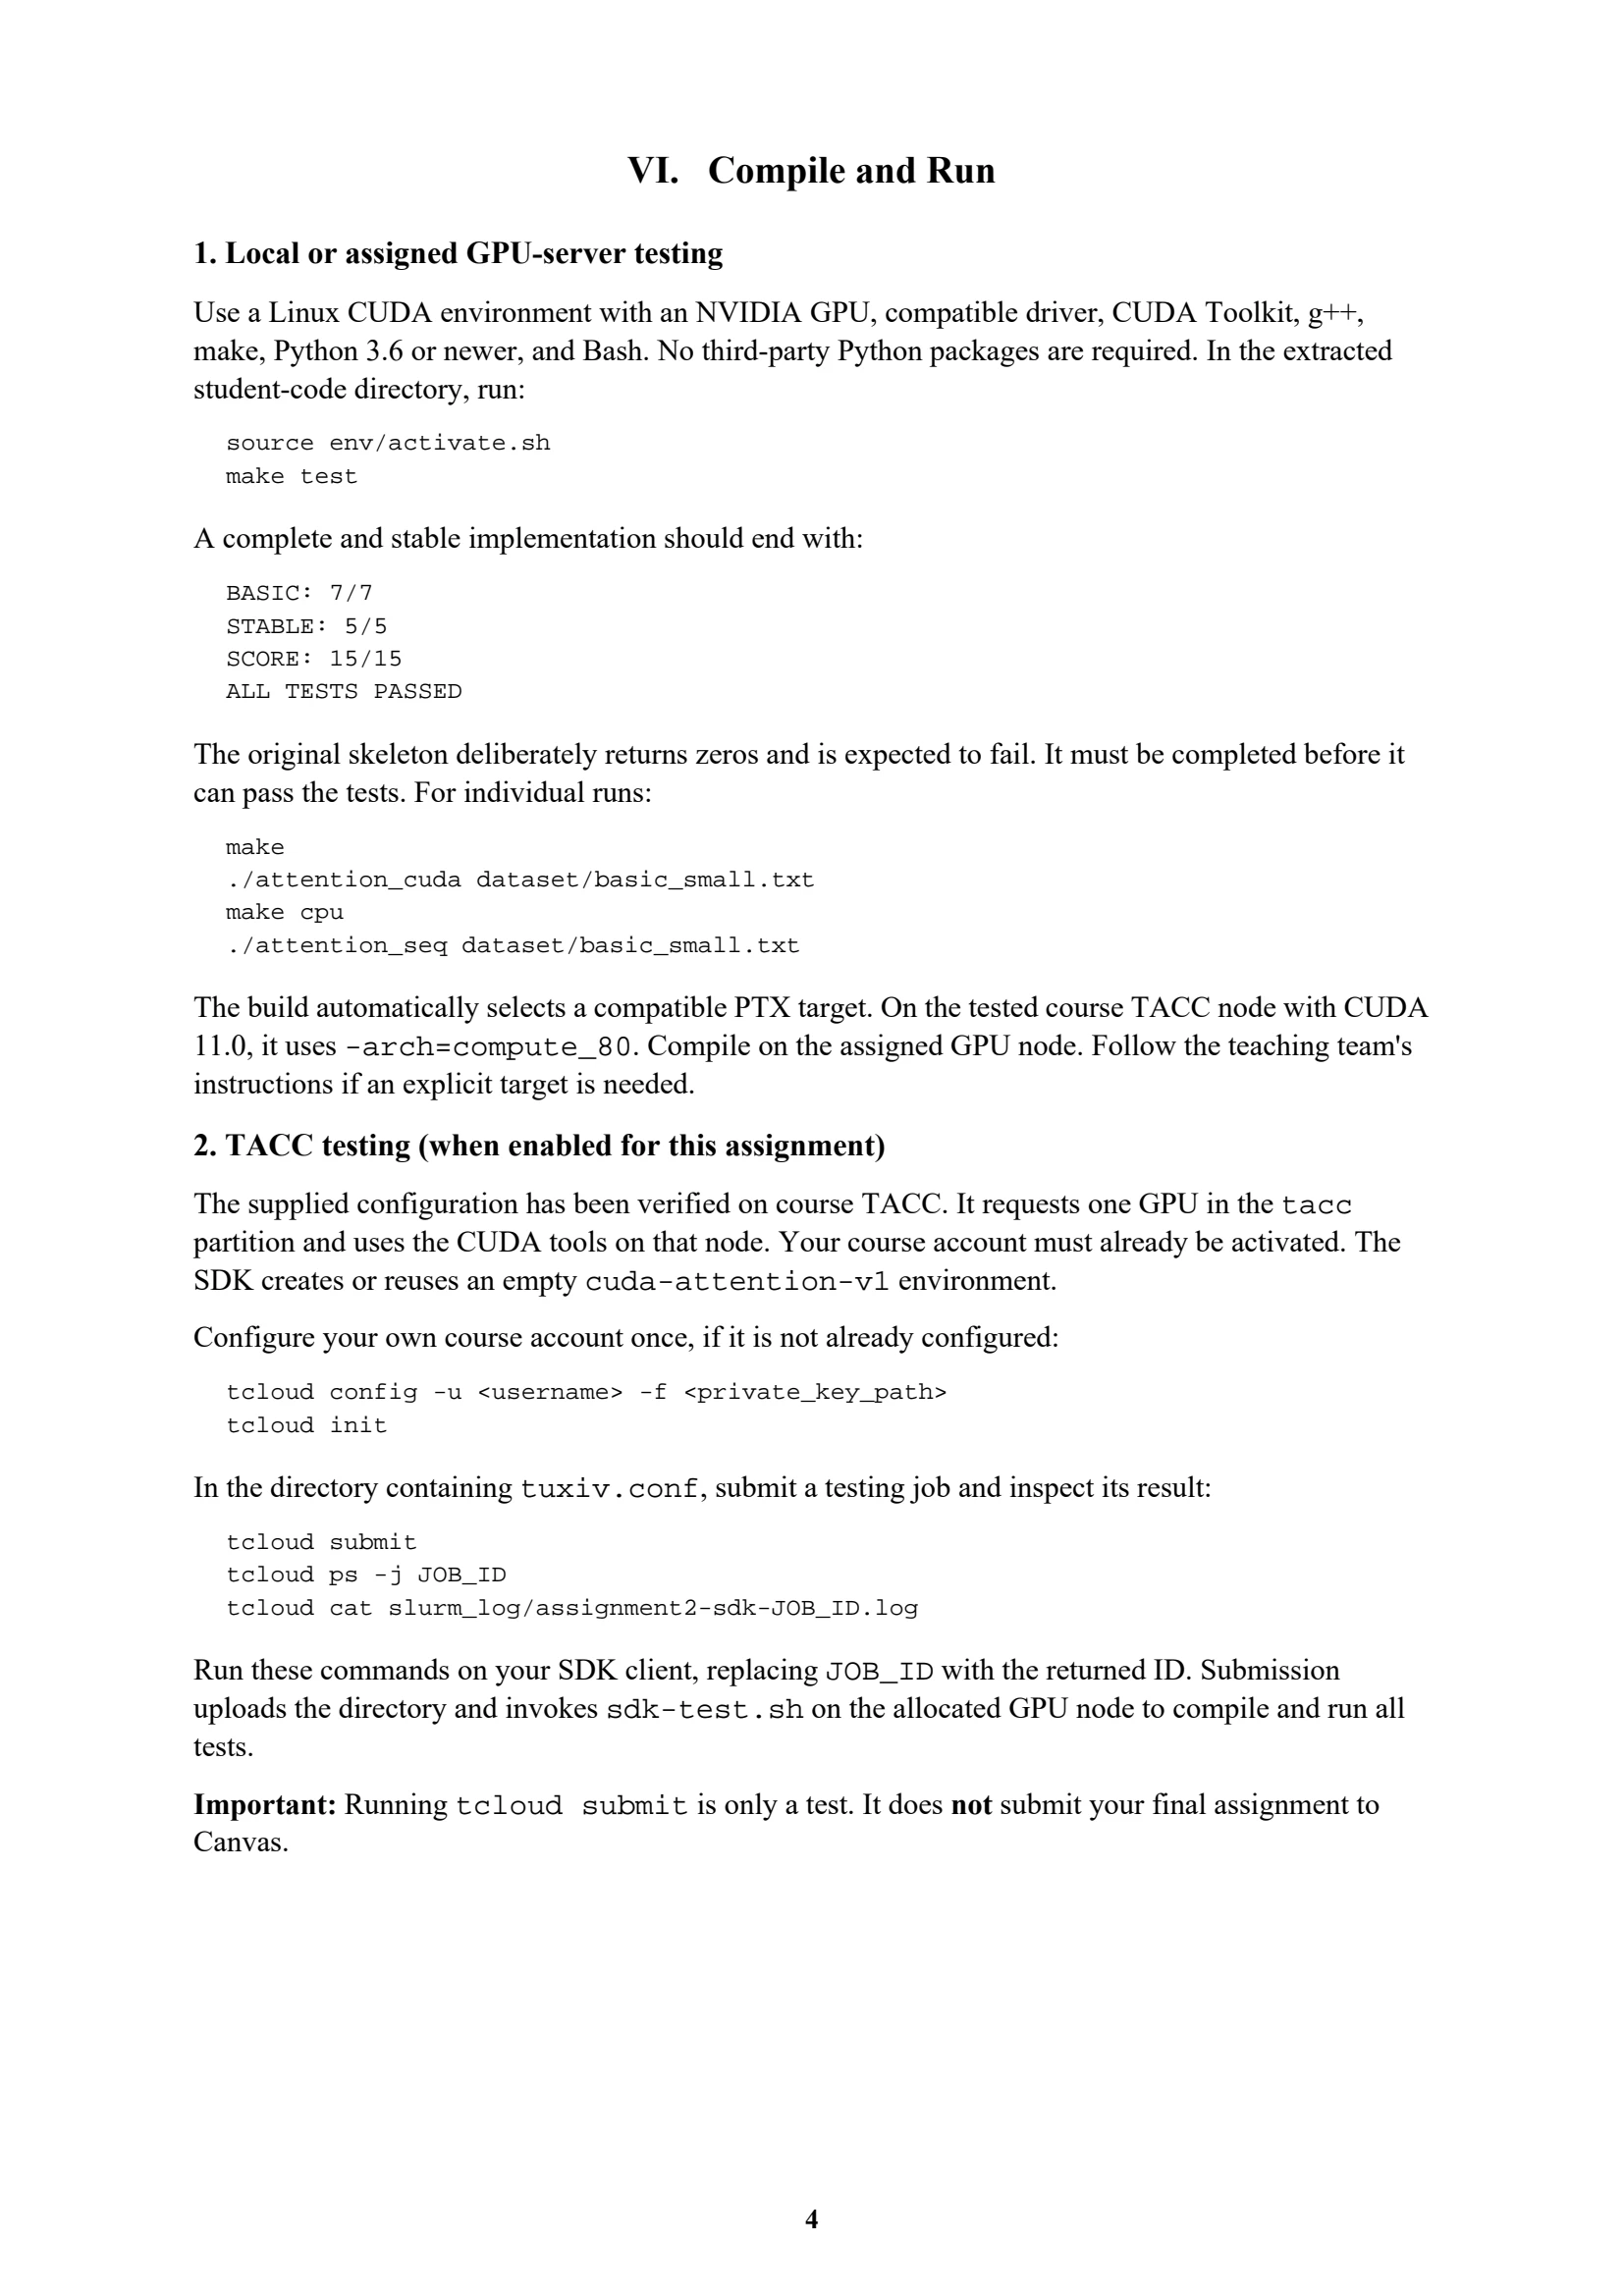 VI. Compile and Run
1. Local or assigned GPU-server testing
Use a Linux CUDA environment with an NVIDIA GPU, compatible driver, CUDA Toolkit, g++,
make, Python 3.6 or newer, and Bash. No third-party Python packages are required. In the extracted
student-code directory, run:
source env/activate.sh
make test
A complete and stable implementation should end with:
BASIC: 7/7
STABLE: 5/5
SCORE: 15/15
ALL TESTS PASSED
The original skeleton deliberately returns zeros and is expected to fail. It must be completed before it
can pass the tests. For individual runs:
make
./attention_cuda dataset/basic_small.txt
make cpu
./attention_seq dataset/basic_small.txt
The build automatically selects a compatible PTX target. On the tested course TACC node with CUDA
11.0, it uses -arch=compute_80. Compile on the assigned GPU node. Follow the teaching team's
instructions if an explicit target is needed.
2. TACC testing (when enabled for this assignment)
The supplied configuration has been verified on course TACC. It requests one GPU in the tacc
partition and uses the CUDA tools on that node. Your course account must already be activated. The
SDK creates or reuses an empty cuda-attention-v1 environment.
Configure your own course account once, if it is not already configured:
tcloud config -u <username> -f <private_key_path>
tcloud init
In the directory containing tuxiv.conf, submit a testing job and inspect its result:
tcloud submit
tcloud ps -j JOB_ID
tcloud cat slurm_log/assignment2-sdk-JOB_ID.log
Run these commands on your SDK client, replacing JOB_ID with the returned ID. Submission
uploads the directory and invokes sdk-test.sh on the allocated GPU node to compile and run all
tests.
Important: Running tcloud submit is only a test. It does not submit your final assignment to
Canvas.
4